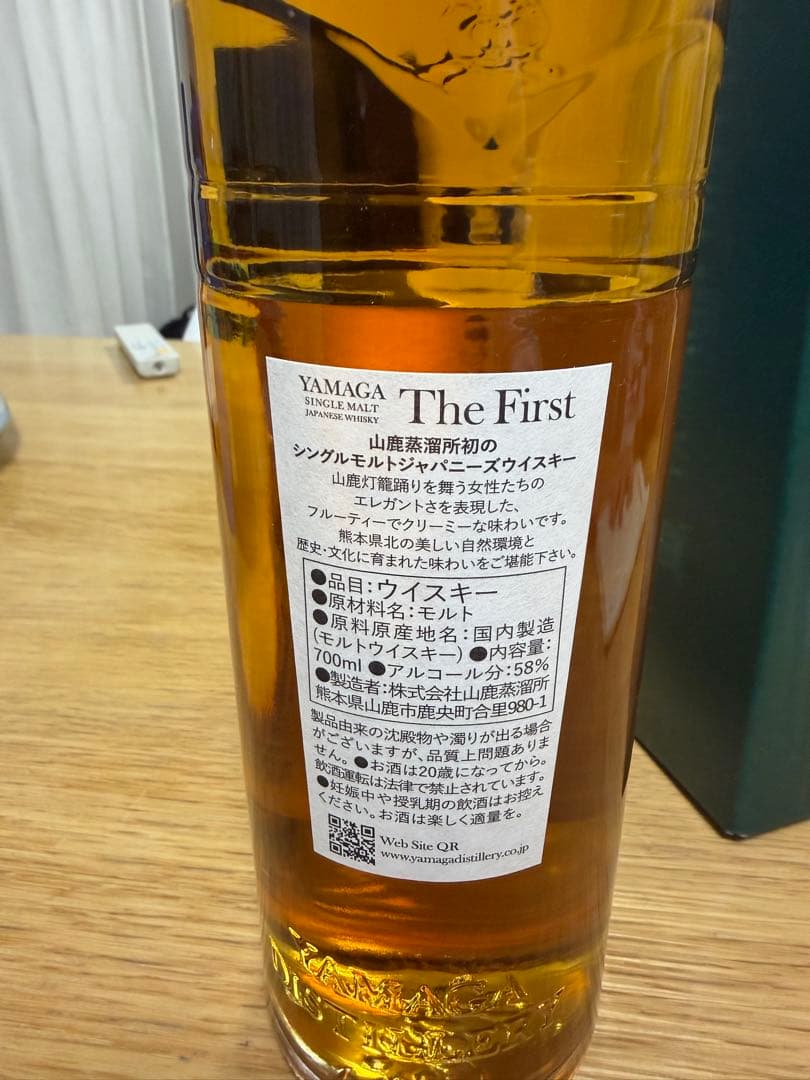 YAMAGA
SINGLE MALT
JAPANESE WHISKY
The First
山鹿蒸溜所初の
シングルモルトジャパニーズウイスキー
山鹿灯籠踊りを舞う女性たちの
エレガントさを表現した、
フルーティーでクリーミーな味わいです。
熊本県北の美しい自然環境と
歴史・文化に育まれた味わいをご堪能下さい。
●品目：ウイスキー
●原材料名：モルト
●原料原産地名：国内製造
(モルトウイスキー) ●内容量：
700ml ●アルコール分：58%
●製造者：株式会社山鹿蒸溜所
熊本県山鹿市鹿央町合里980-1
製品由来の沈殿物や濁りが出る場合
がございますが、品質上問題ありま
せん。●お酒は20歳になってから。
飲酒運転は法律で禁止されています。
●妊娠中や授乳期の飲酒はお控え
ください。お酒は楽しく適量を。
Web Site QR
www.yamagadistillery.co.jp
YAMAGA
DISTILLERY